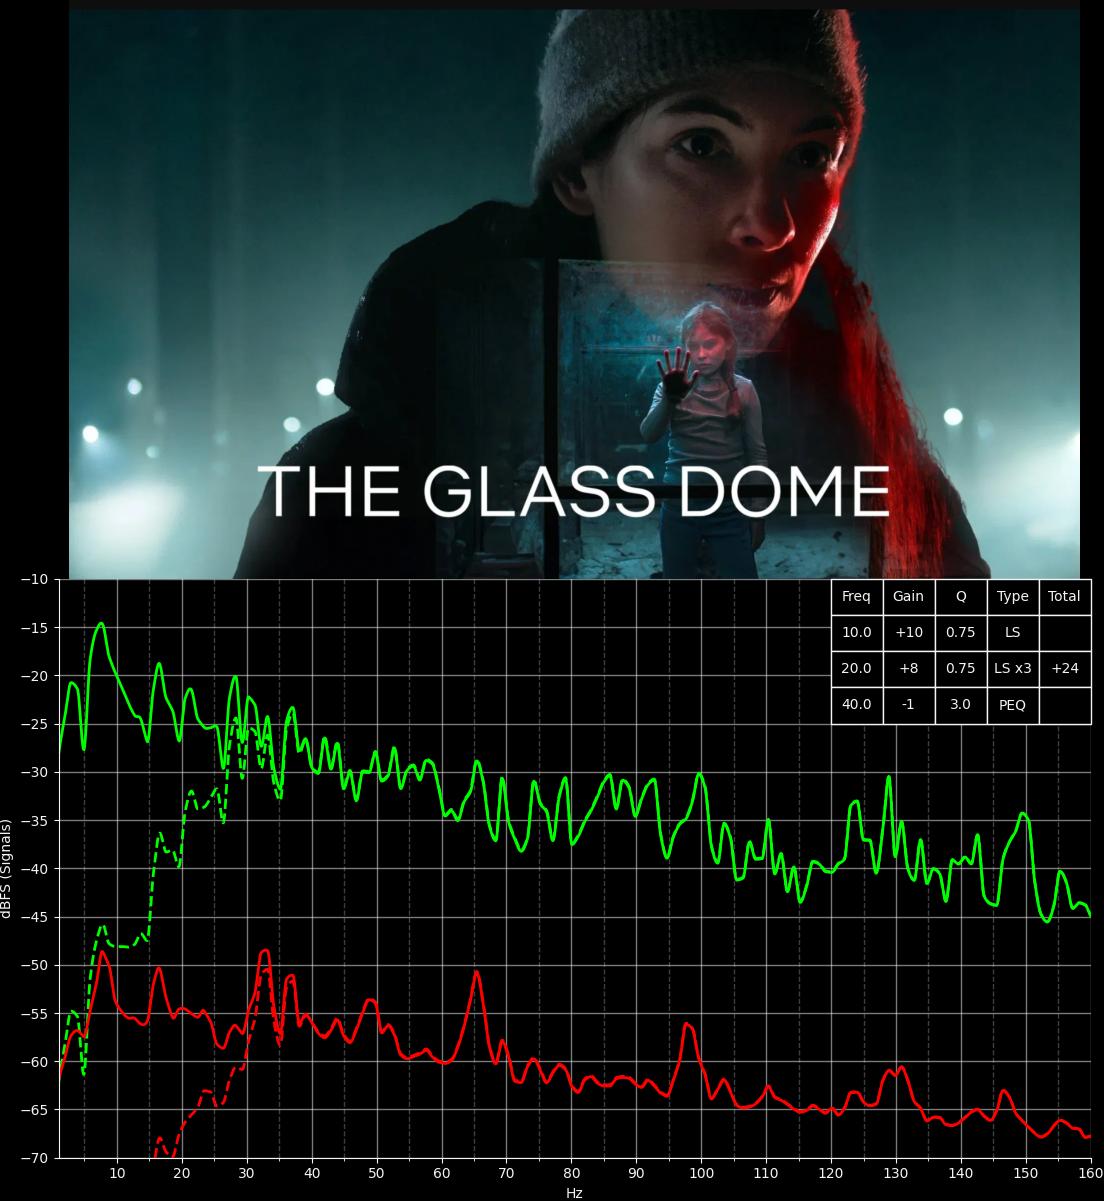 THE GLASS DOME
−10
−15
−20
−25
−30
−35
−40
−45
−50
−55
−60
−65
−70
dBFS (Signals)
Freq Gain Q Type Total
10.0 +10 0.75 LS
20.0 +8 0.75 LS x3 +24
40.0 -1 3.0 PEQ
10 20 30 40 50 60 70 80 90 100 110 120 130 140 150 160
Hz